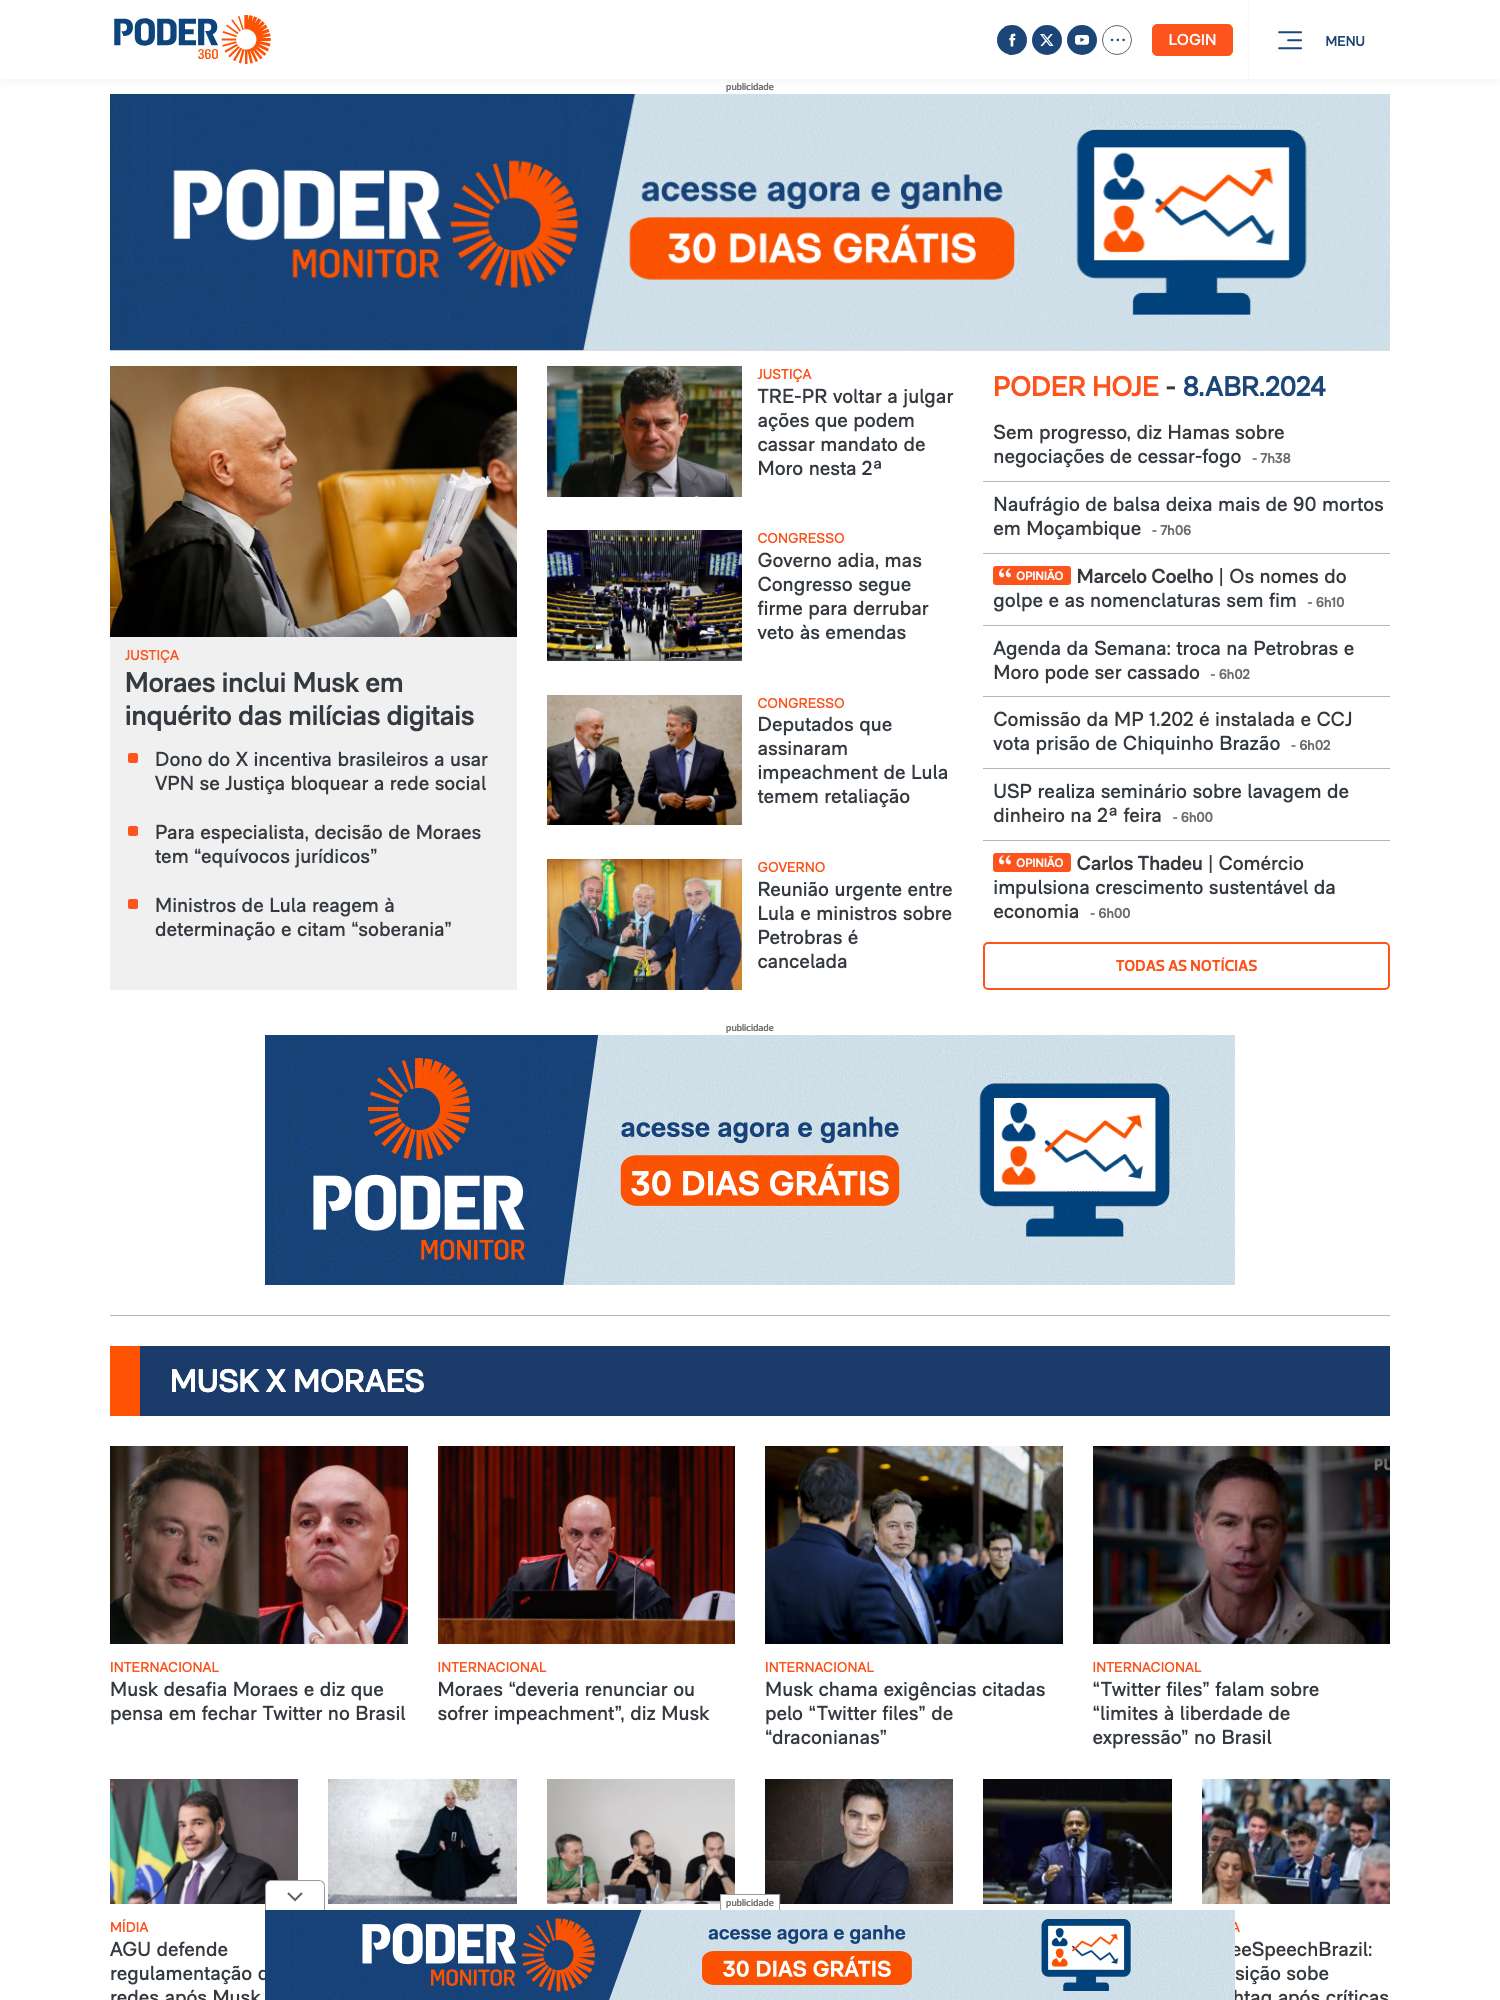 PODER
360
LOGIN
MENU
publicidade
PODER
MONITOR
acesse agora e ganhe
30 DIAS GRÁTIS
JUSTIÇA
Moraes inclui Musk em
inquérito das milícias digitais
Dono do X incentiva brasileiros a usar
VPN se Justiça bloquear a rede social
Para especialista, decisão de Moraes
tem “equívocos jurídicos”
Ministros de Lula reagem à
determinação e citam “soberania”
JUSTIÇA
TRE-PR voltar a julgar
ações que podem
cassar mandato de
Moro nesta 2ª
CONGRESSO
Governo adia, mas
Congresso segue
firme para derrubar
veto às emendas
CONGRESSO
Deputados que
assinaram
impeachment de Lula
temem retaliação
GOVERNO
Reunião urgente entre
Lula e ministros sobre
Petrobras é
cancelada
PODER HOJE - 8.ABR.2024
Sem progresso, diz Hamas sobre
negociações de cessar-fogo - 7h38
Naufrágio de balsa deixa mais de 90 mortos
em Moçambique - 7h06
“ OPINIÃO Marcelo Coelho | Os nomes do
golpe e as nomenclaturas sem fim - 6h10
Agenda da Semana: troca na Petrobras e
Moro pode ser cassado - 6h02
Comissão da MP 1.202 é instalada e CCJ
vota prisão de Chiquinho Brazão - 6h02
USP realiza seminário sobre lavagem de
dinheiro na 2ª feira - 6h00
“ OPINIÃO Carlos Thadeu | Comércio
impulsiona crescimento sustentável da
economia - 6h00
TODAS AS NOTÍCIAS
publicidade
PODER
MONITOR
acesse agora e ganhe
30 DIAS GRÁTIS
MUSK X MORAES
PU
INTERNACIONAL
Musk desafia Moraes e diz que
pensa em fechar Twitter no Brasil
INTERNACIONAL
Moraes “deveria renunciar ou
sofrer impeachment”, diz Musk
INTERNACIONAL
Musk chama exigências citadas
pelo “Twitter files” de
“draconianas”
INTERNACIONAL
“Twitter files” falam sobre
“limites à liberdade de
expressão” no Brasil
MÍDIA
AGU defende
regulamentação
redes após Musk
publicidade
PODER
MONITOR
acesse agora e ganhe
30 DIAS GRÁTIS
A
eeSpeechBrazil:
sição sobe
htag após críticas